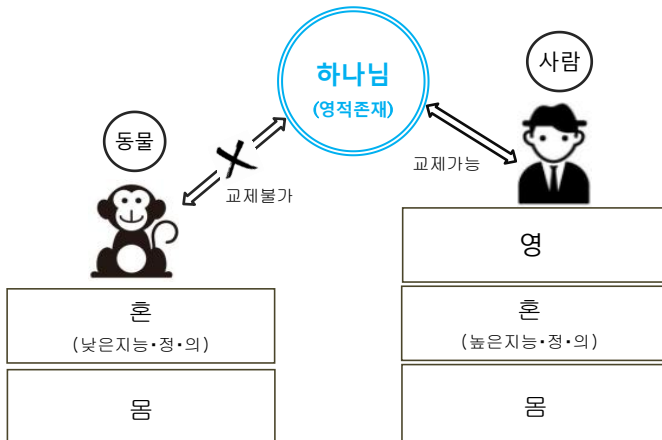 하나님
(영적존재)
사람
동물
교제불가
교제가능
영
혼
(낮은지능•정•의)
몸
혼
(높은지능•정•의)
몸